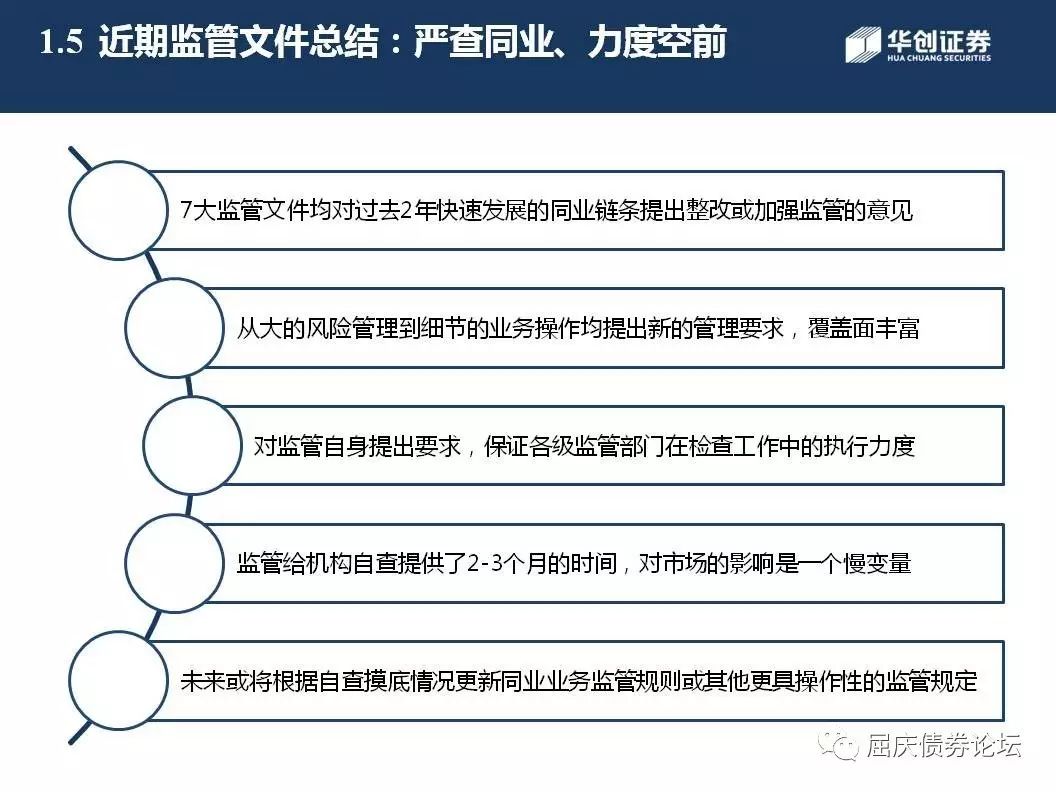 1.5 近期监管文件总结：严查同业、力度空前
华创证券
HUA CHUANG SECURITIES
7大监管文件均对过去2年快速发展的同业链条提出整改或加强监管的意见
从大的风险管理到细节的业务操作均提出新的管理要求，覆盖面丰富
对监管自身提出要求，保证各级监管部门在检查工作中的执行力度
监管给机构自查提供了2-3个月的时间，对市场的影响是一个慢变量
未来或将根据自查摸底情况更新同业业务监管规则或其他更具操作性的监管规定
屈庆债券论坛